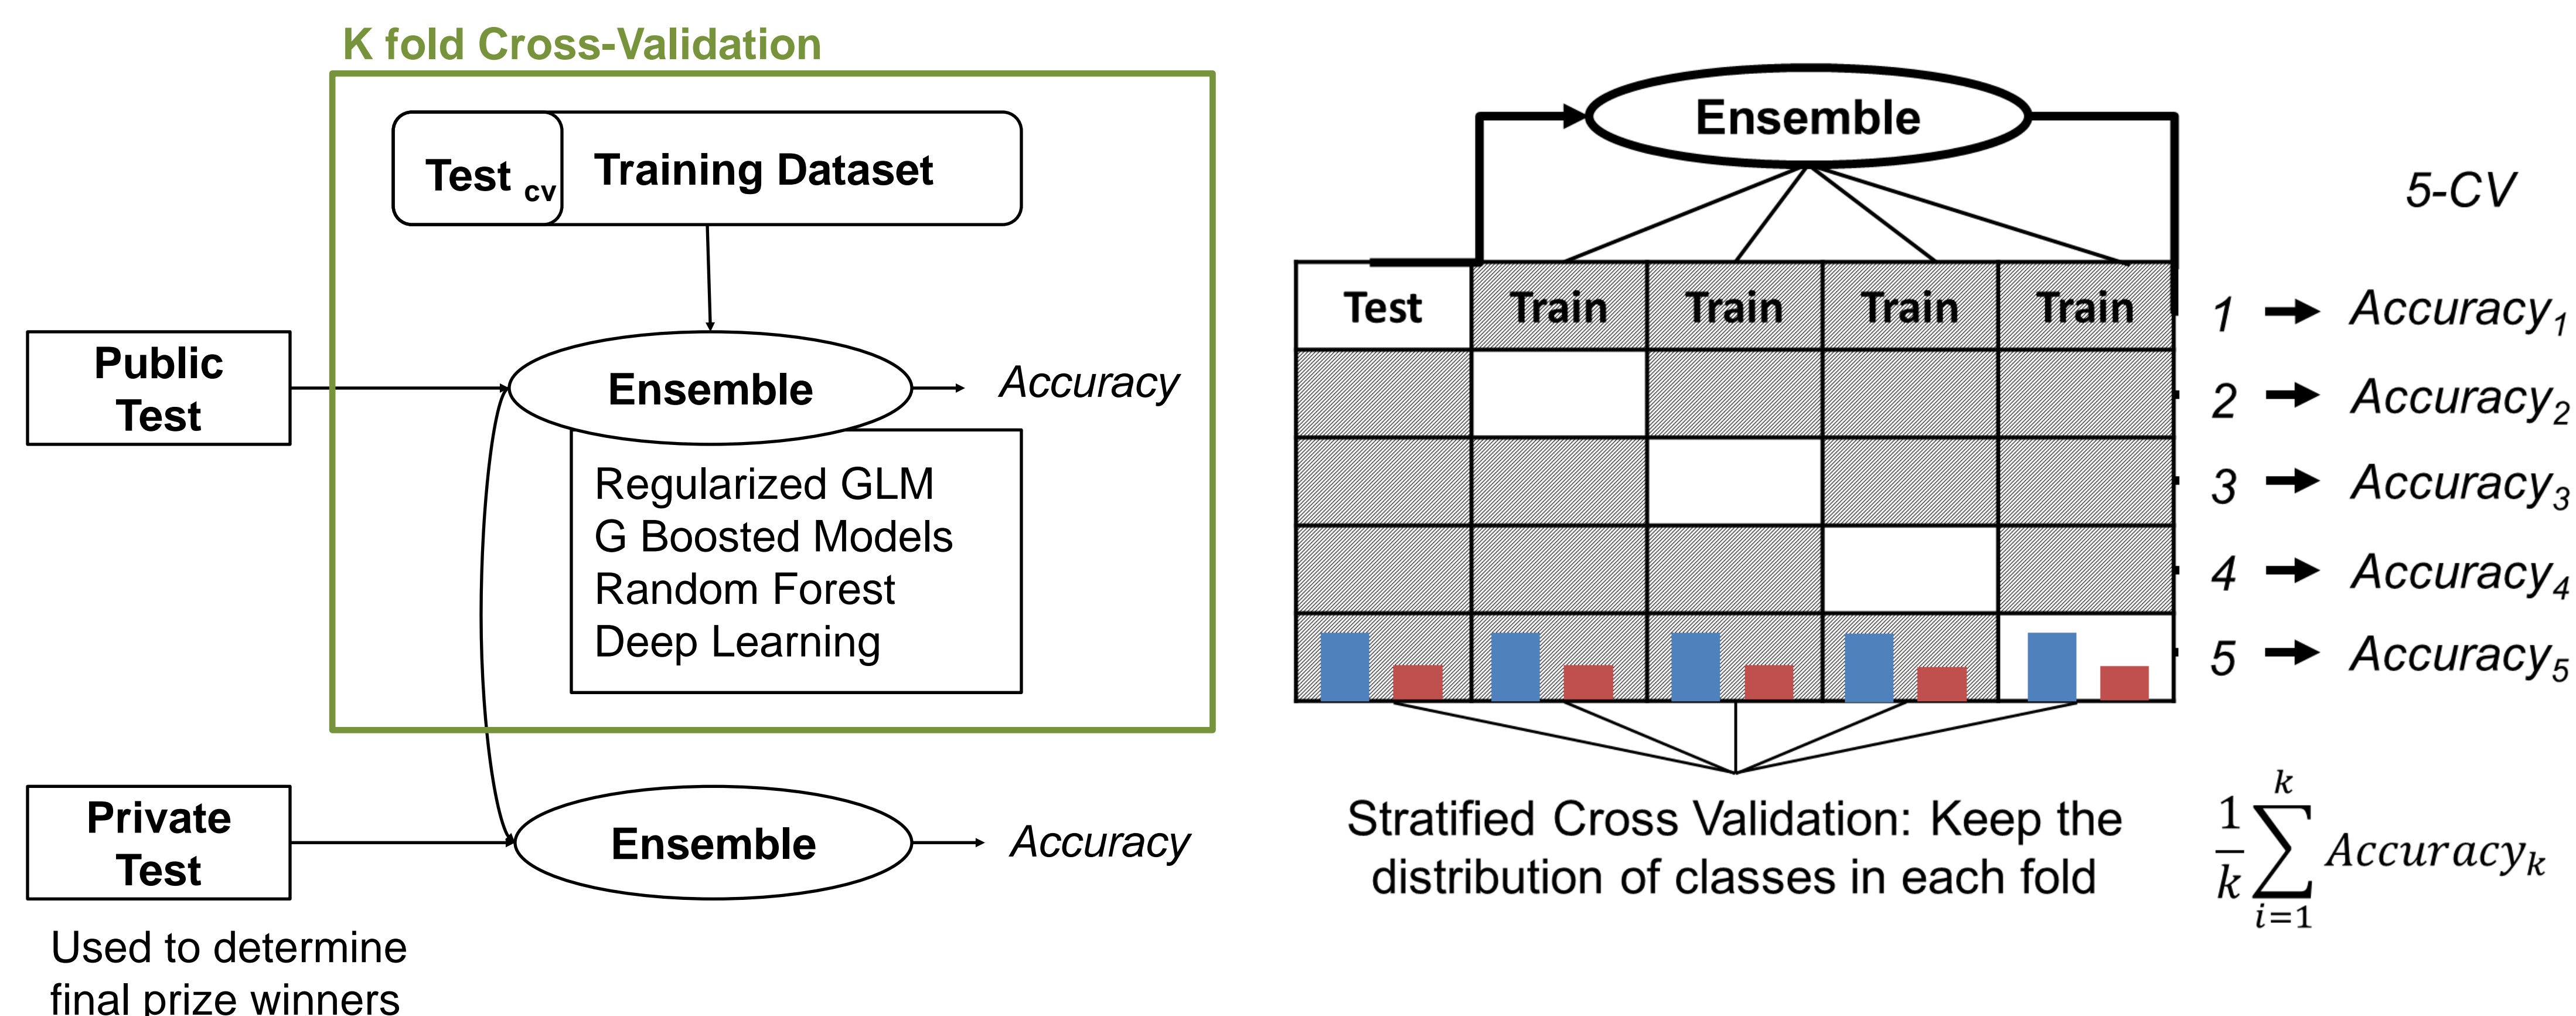 K fold Cross-Validation
Test cv
Training Dataset
Public
Test
Ensemble
Accuracy
Regularized GLM
G Boosted Models
Random Forest
Deep Learning
Private
Test
Ensemble
Accuracy
Used to determine
final prize winners
Ensemble
5-CV
Test Train Train Train Train
1 Accuracy1
2 Accuracy2
3 Accuracy3
4 Accuracy4
5 Accuracy5
Stratified Cross Validation: Keep the
distribution of classes in each fold
1/k ∑_{i=1}^{k} Accuracy_k